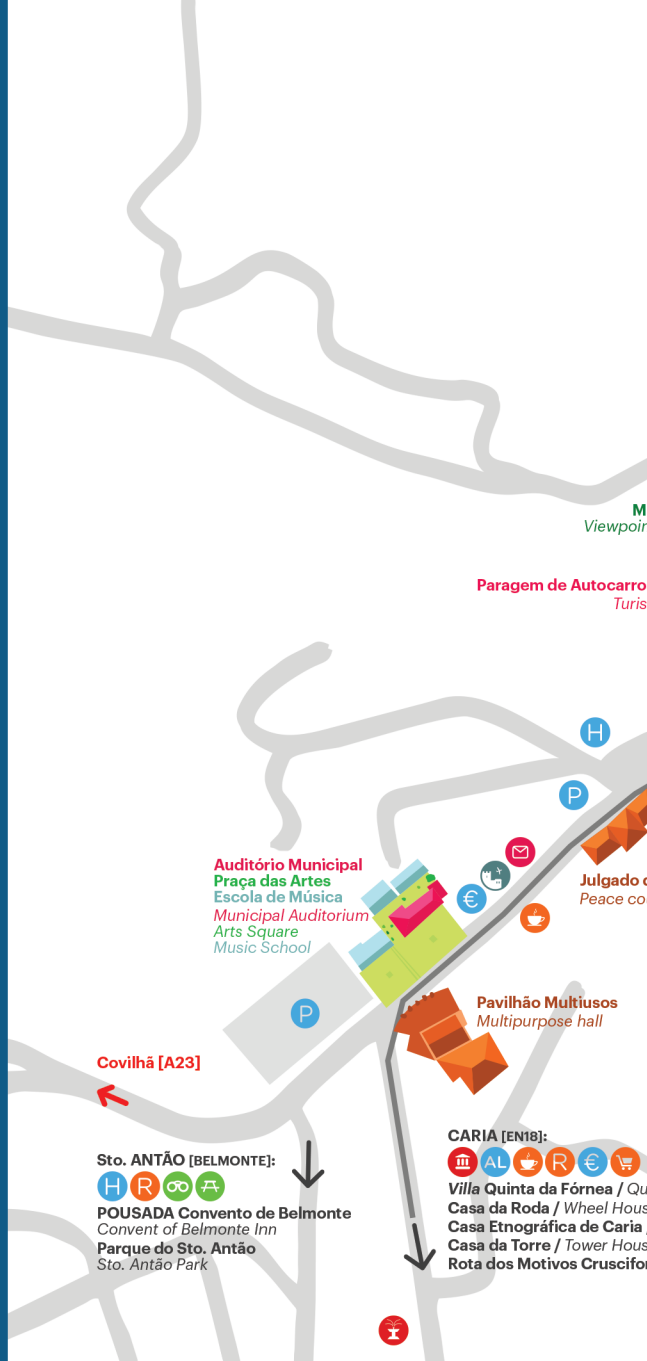 M
Viewpoin
Paragem de Autocarro
Turis
H
P
Auditório Municipal
Praça das Artes
Escola de Música
Municipal Auditorium
Arts Square
Music School
€
Julgado d
Peace cou
P
Pavilhão Multiusos
Multipurpose hall
Covilhã [A23]
Sto. ANTÃO [BELMONTE]:
H R
POUSADA Convento de Belmonte
Convent of Belmonte Inn
Parque do Sto. Antão
Sto. Antão Park
CARIA [EN18]:
AL R €
Villa Quinta da Fórnea / Qu
Casa da Roda / Wheel Hous
Casa Etnográfica de Caria /
Casa da Torre / Tower Hous
Rota dos Motivos Cruscifor